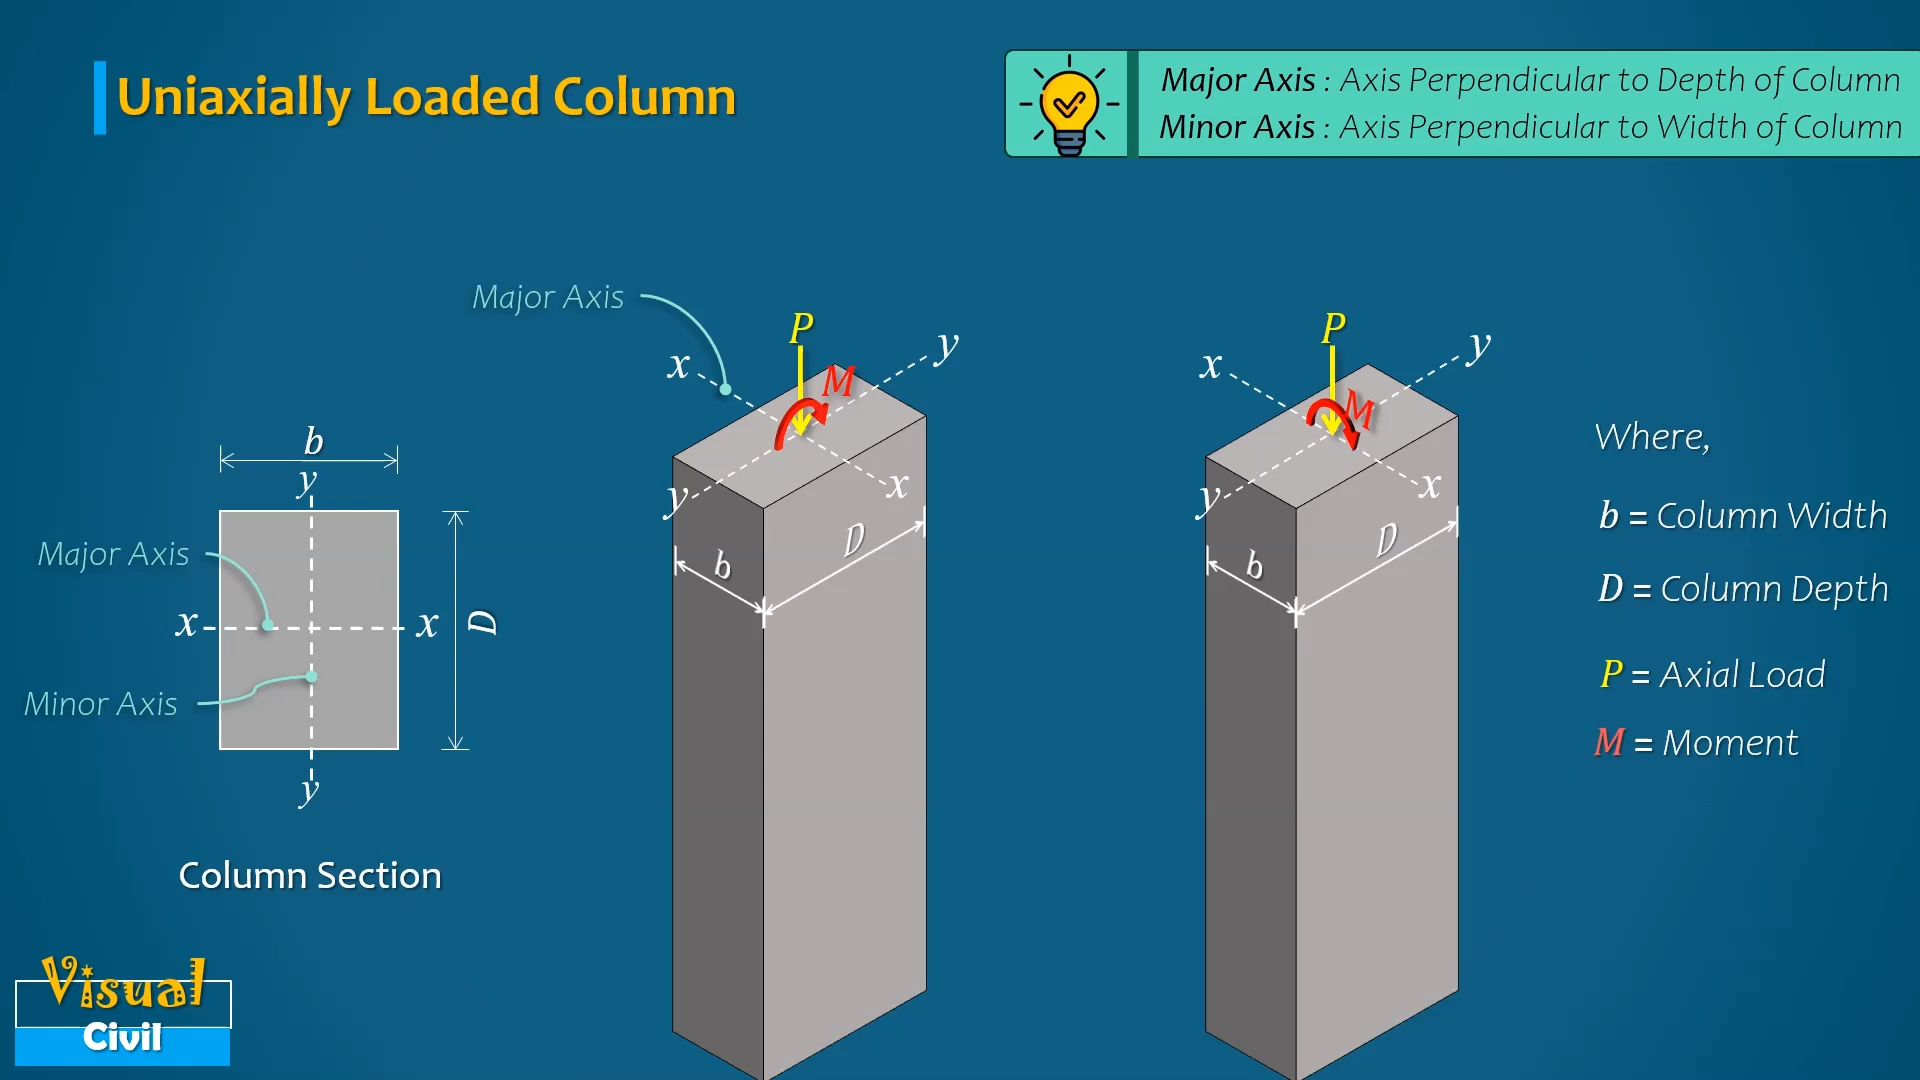 Uniaxially Loaded Column
Major Axis : Axis Perpendicular to Depth of Column
Minor Axis : Axis Perpendicular to Width of Column
b
y
Major Axis
x
x
D
Minor Axis
y
Column Section
Major Axis
P
y
x
M
y
x
b
D
P
y
x
M
y
x
b
D
Where,
b = Column Width
D = Column Depth
P = Axial Load
M = Moment
Visual
Civil